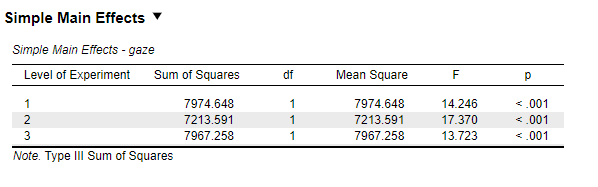 Simple Main Effects ▼
Simple Main Effects - gaze
Level of Experiment Sum of Squares df Mean Square F p
1 7974.648 1 7974.648 14.246 < .001
2 7213.591 1 7213.591 17.370 < .001
3 7967.258 1 7967.258 13.723 < .001
Note. Type III Sum of Squares